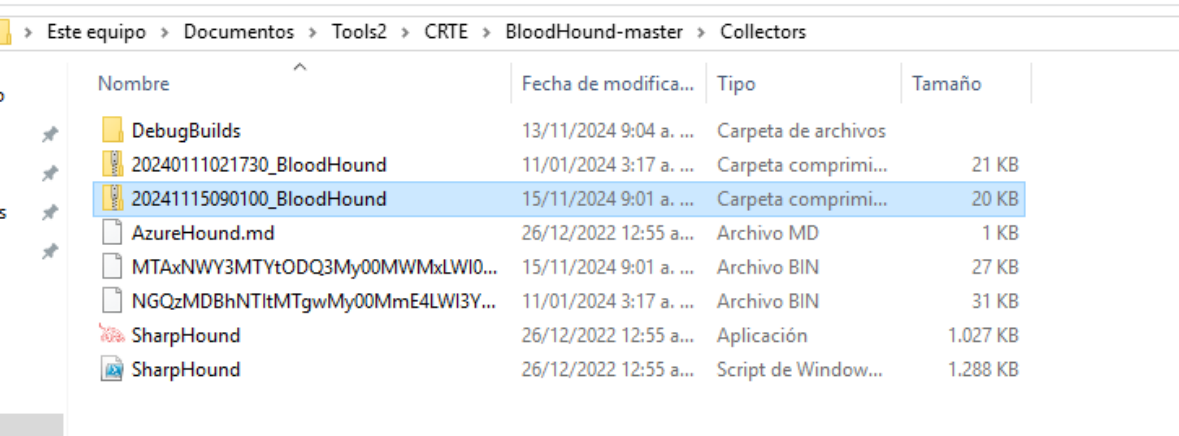 Este equipo > Documentos > Tools2 > CRTE > BloodHound-master > Collectors
Nombre Fecha de modifica... Tipo Tamaño
DebugBuilds 13/11/2024 9:04 a. ... Carpeta de archivos
20240111021730_BloodHound 11/01/2024 3:17 a. ... Carpeta comprimi... 21 KB
20241115090100_BloodHound 15/11/2024 9:01 a. ... Carpeta comprimi... 20 KB
AzureHound.md 26/12/2022 12:55 a... Archivo MD 1 KB
MTAxNWY3MTYtODQ3My00MWMxLWI0... 15/11/2024 9:01 a. ... Archivo BIN 27 KB
NGQzMDBhNTItMTgwMy00MmE4LWI3Y... 11/01/2024 3:17 a. ... Archivo BIN 31 KB
SharpHound 26/12/2022 12:55 a... Aplicación 1.027 KB
SharpHound 26/12/2022 12:55 a... Script de Window... 1.288 KB